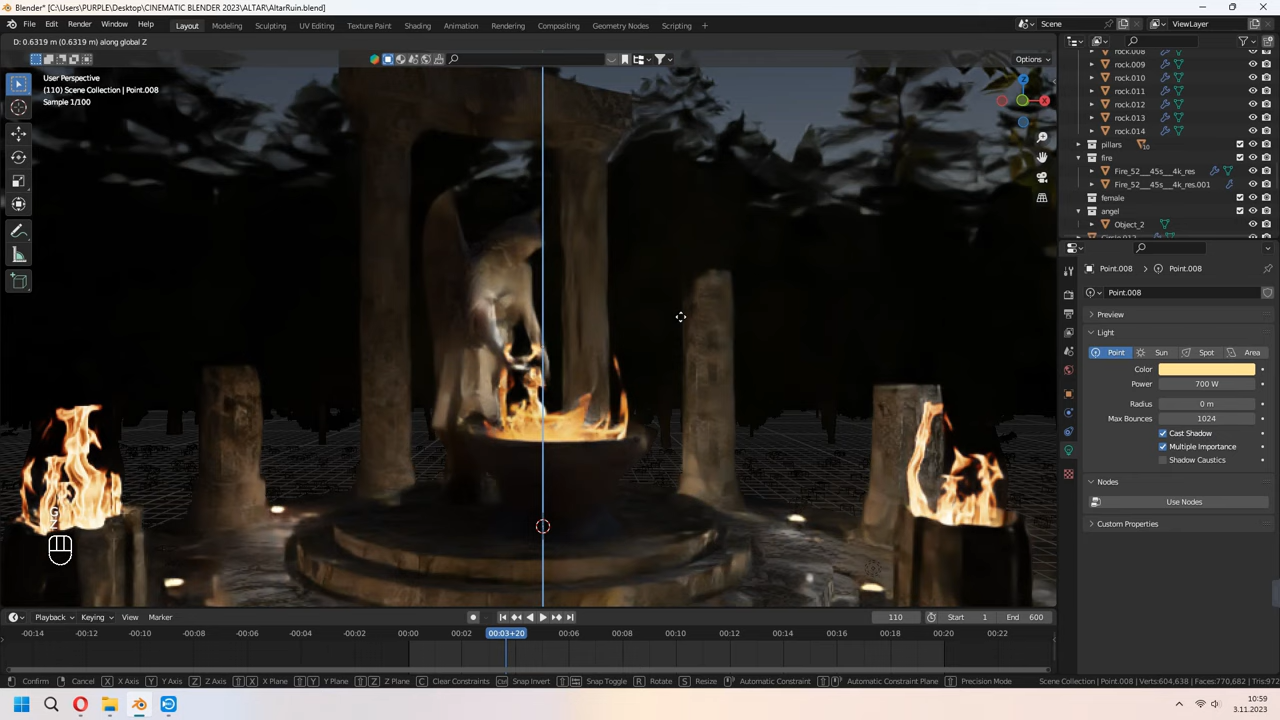 Blender* [C:\Users\PURPLE\Desktop\CINEMATIC BLENDER 2023\ALTAR\AltarRuin.blend]
File Edit Render Window Help Layout Modeling Sculpting UV Editing Texture Paint Shading Animation Rendering Compositing Geometry Nodes Scripting + Scene ViewLayer
D: 0.6319 m (0.6319 m) along global Z
Options
User Perspective
(110) Scene Collection | Point.008
Sample 1/100
Z
X
G
Z
rock.008
rock.009
rock.010
rock.011
rock.012
rock.013
rock.014
pillars 10
fire
Fire_52__45s__4k_res
Fire_52__45s__4k_res.001
female
angel
Object_2
Circle.012
Point.008 Point.008
Point.008
Preview
Light
Point Sun Spot Area
Color
Power 700 W
Radius 0 m
Max Bounces 1024
Cast Shadow
Multiple Importance
Shadow Caustics
Nodes
Use Nodes
Custom Properties
Playback Keying View Marker 110 Start 1 End 600
-00:14 -00:12 -00:10 -00:08 -00:06 -00:04 -00:02 00:00 00:02 00:03+20 00:06 00:08 00:10 00:12 00:14 00:16 00:18 00:20 00:22
Confirm Cancel X X Axis Y Y Axis Z Z Axis X X Plane Y Y Plane Z Z Plane C Clear Constraints Ctrl Snap Invert Snap Toggle R Rotate S Resize Automatic Constraint Automatic Constraint Plane Precision Mode Scene Collection | Point.008 | Verts:604,638 | Faces:770,682 | Tris:972
10:59
3.11.2023